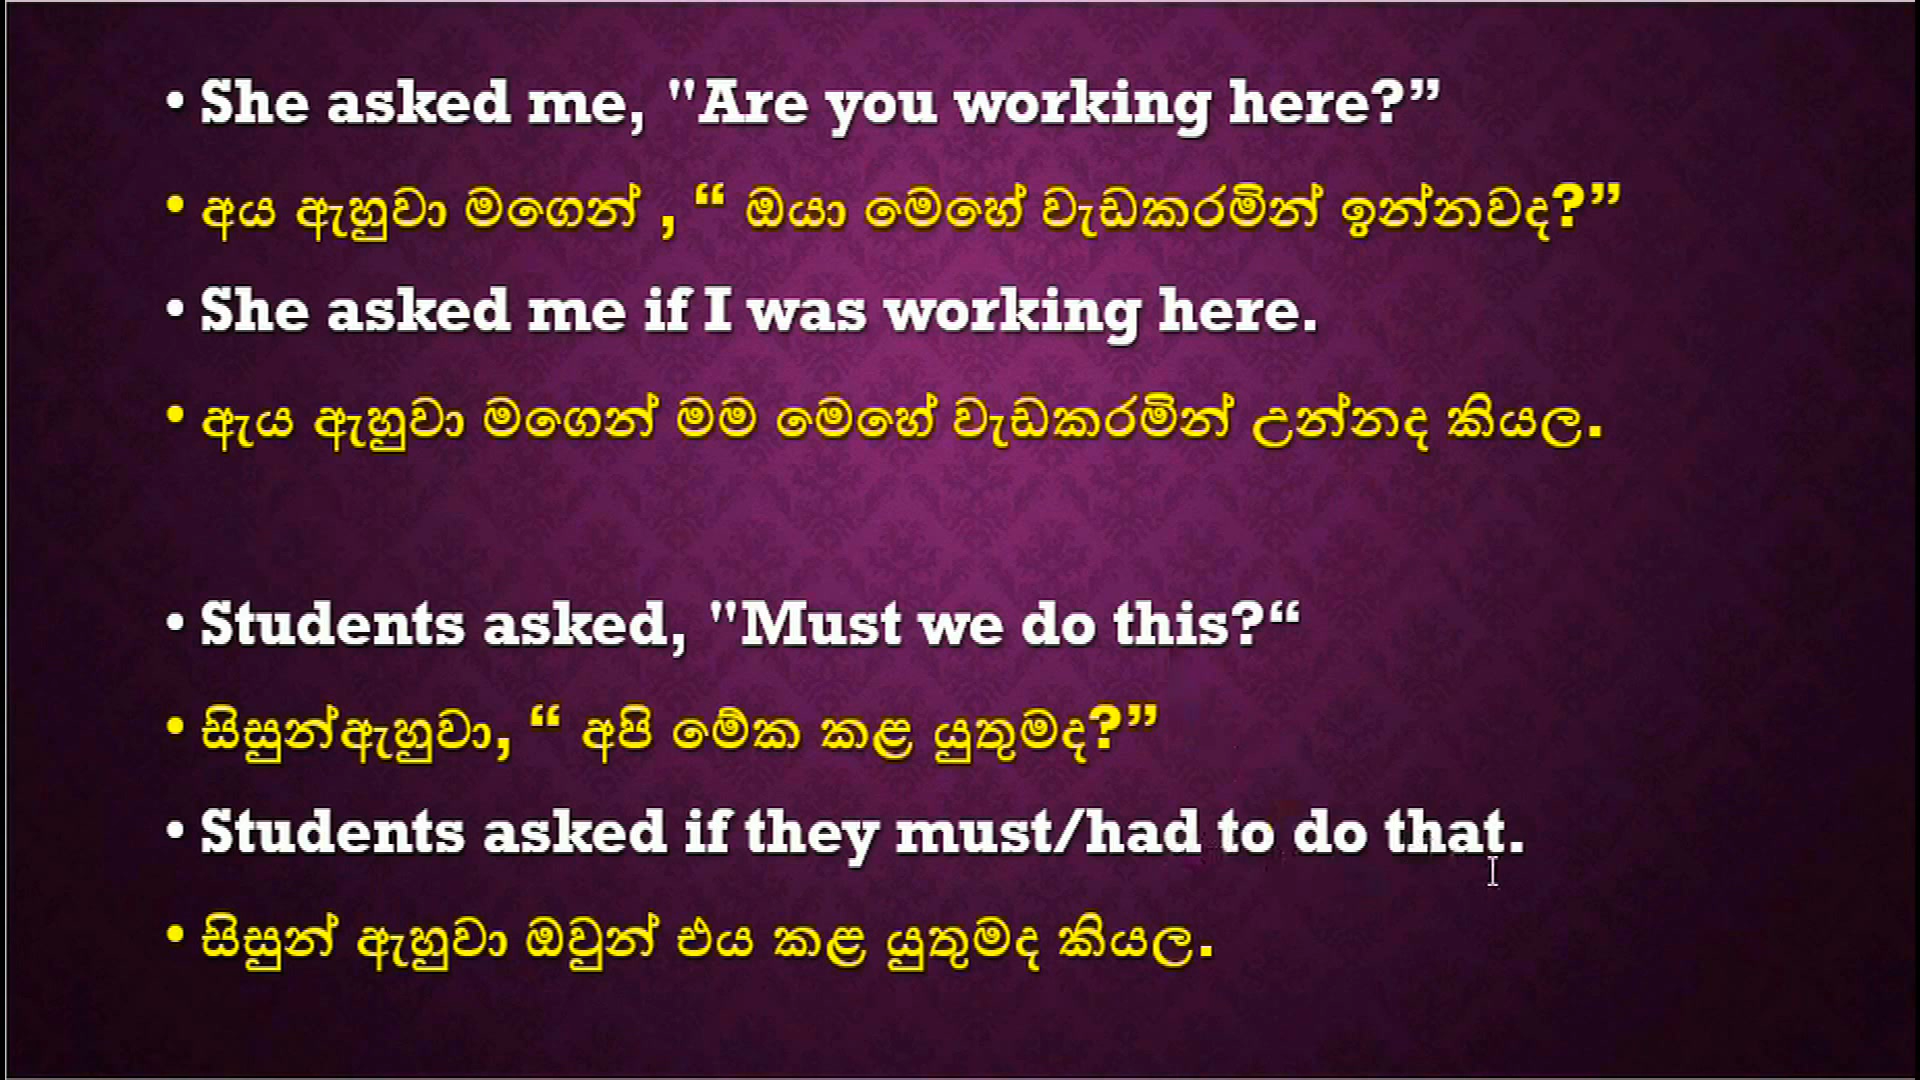 • She asked me, "Are you working here?”
• අය ඇහුවා මගෙන් , “ ඔයා මෙහේ වැඩකරමින් ඉන්නවද?”
• She asked me if I was working here.
• ඇය ඇහුවා මගෙන් මම මෙහේ වැඩකරමින් උන්නද කියල.
• Students asked, "Must we do this?“
• සිසුන්ඇහුවා, “ අපි මේක කළ යුතුමද?”
• Students asked if they must/had to do that.
• සිසුන් ඇහුවා ඔවුන් එය කළ යුතුමද කියල.